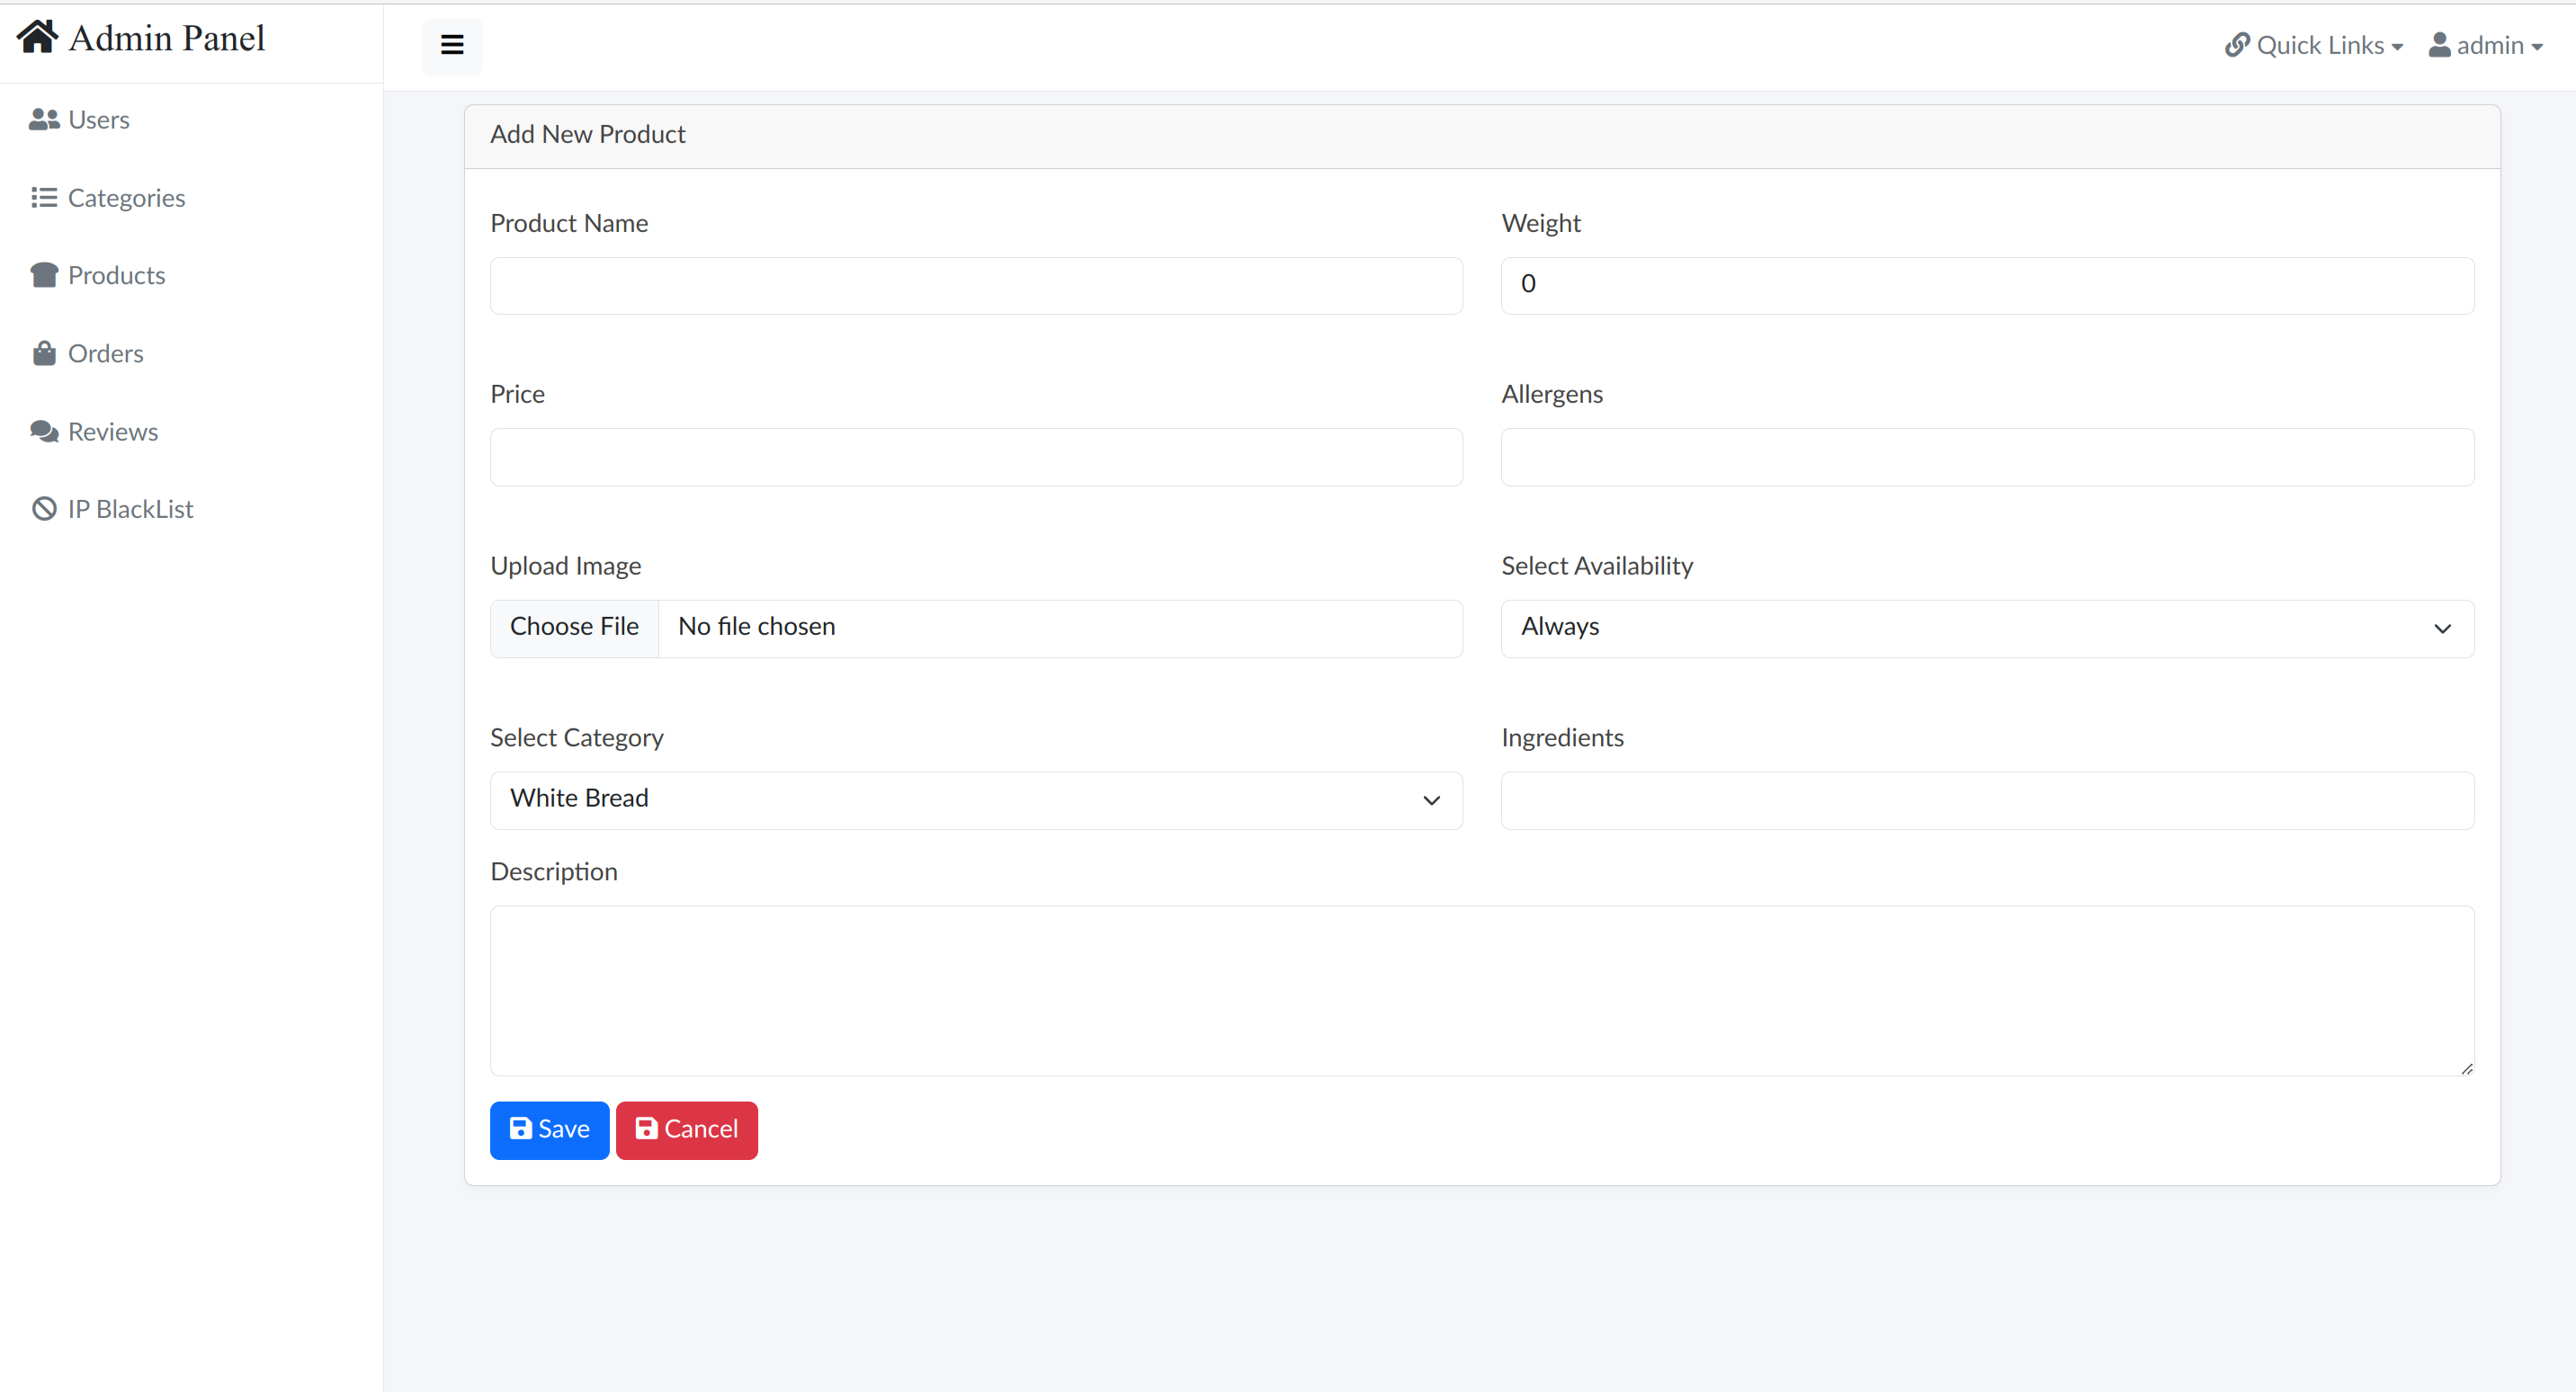 Admin Panel
Quick Links
admin
Users
Categories
Products
Orders
Reviews
IP BlackList
Add New Product
Product Name
Weight
0
Price
Allergens
Upload Image
Select Availability
Choose File
No file chosen
Always
Select Category
Ingredients
White Bread
Description
Save
Cancel